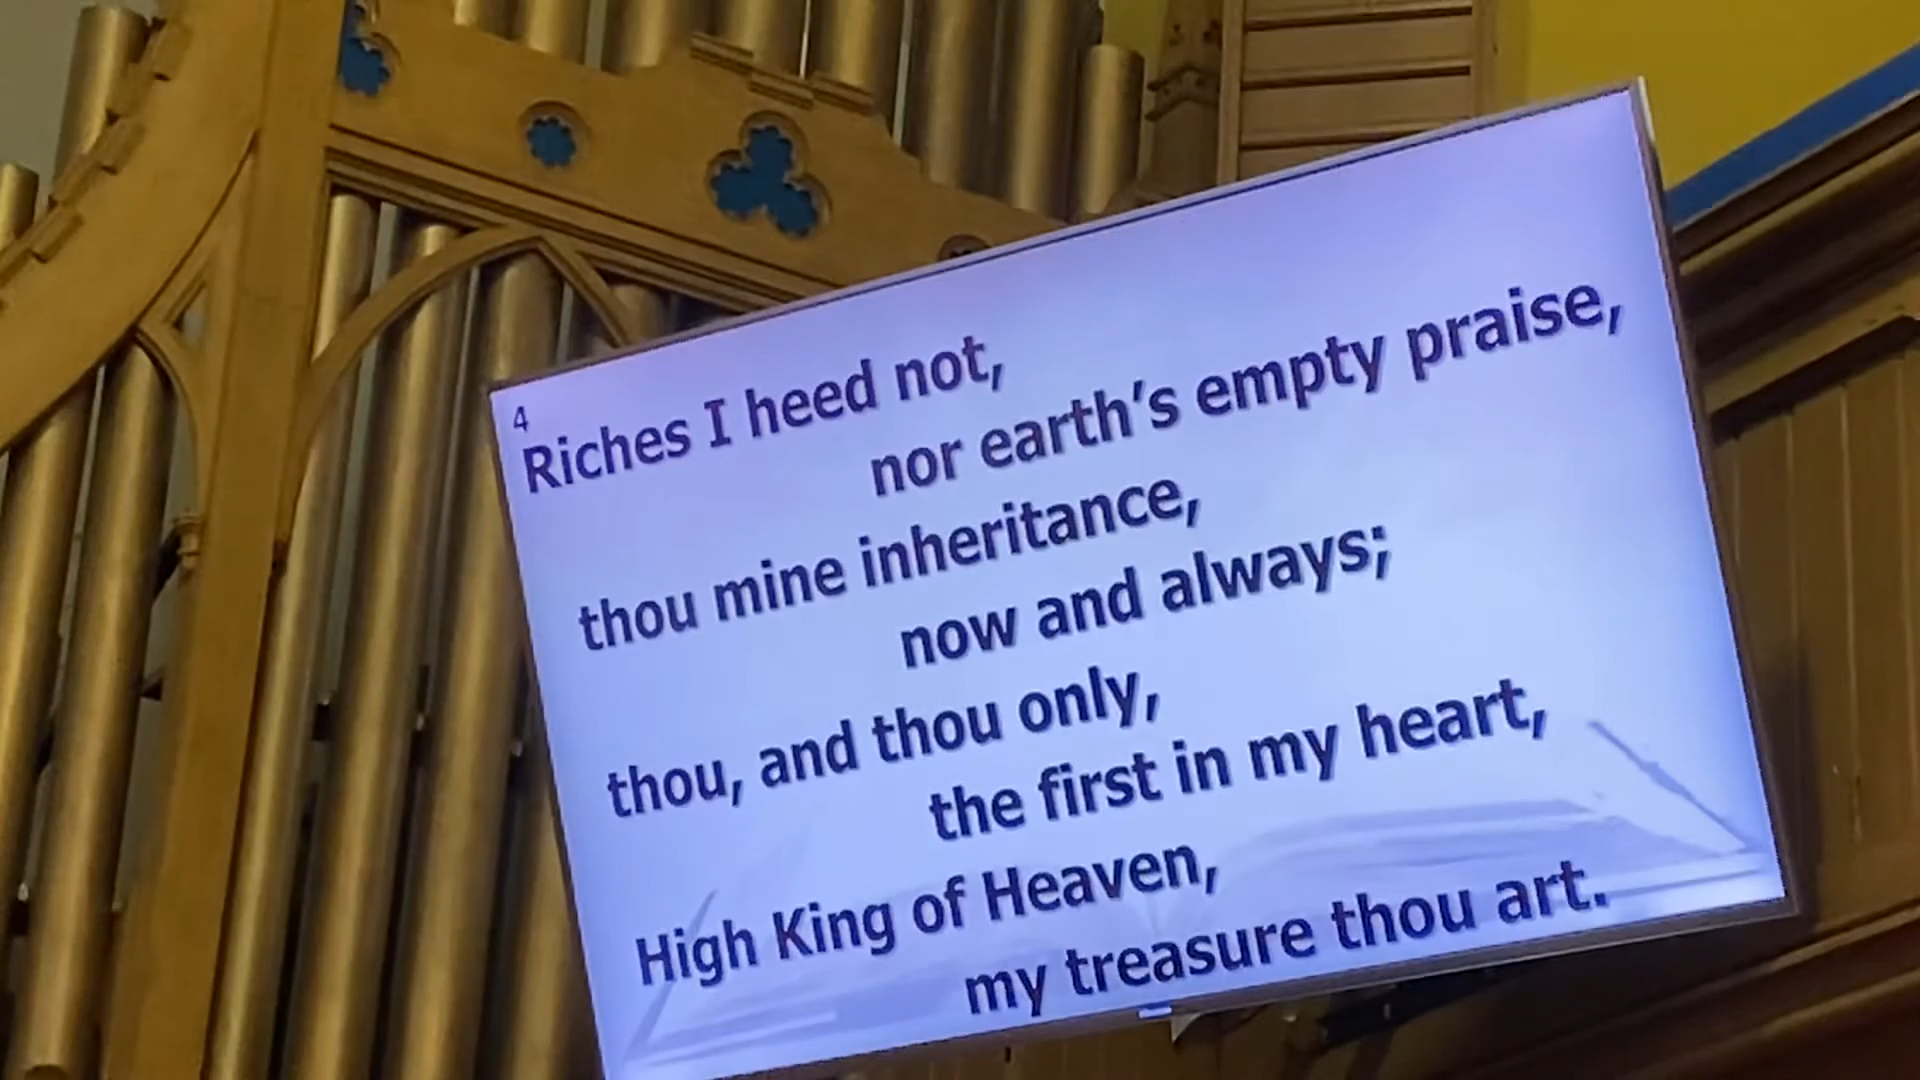 4
Riches I heed not,
nor earth's empty praise,
thou mine inheritance,
now and always;
thou, and thou only,
the first in my heart,
High King of Heaven,
my treasure thou art.